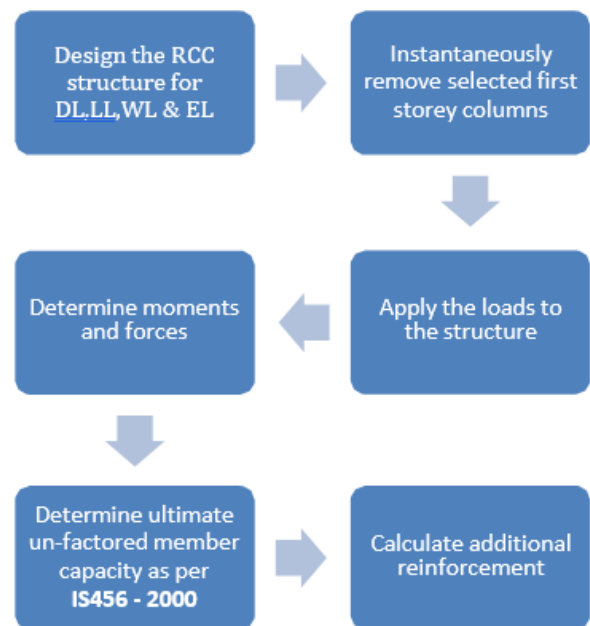 Design the RCC
structure for
DL,LL,WL & EL
Instantaneously
remove selected first
storey columns
Apply the loads to
the structure
Determine moments
and forces
Determine ultimate
un-factored member
capacity as per
IS456 - 2000
Calculate additional
reinforcement